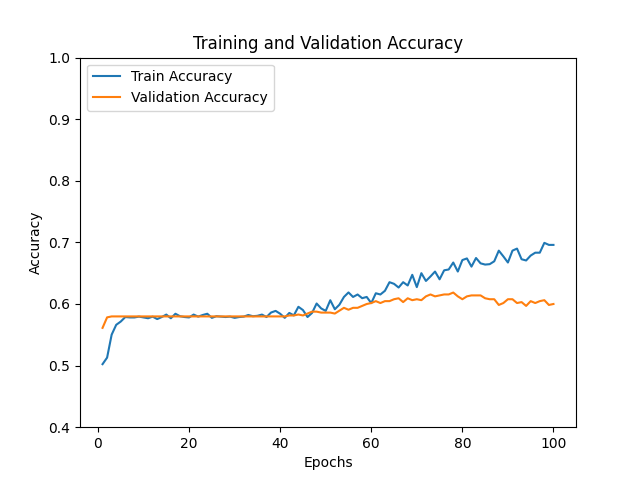 Training and Validation Accuracy
1.0
Train Accuracy
Validation Accuracy
0.9
0.8
0.7
0.6
0.5
0.4
Accuracy
0 20 40 60 80 100
Epochs